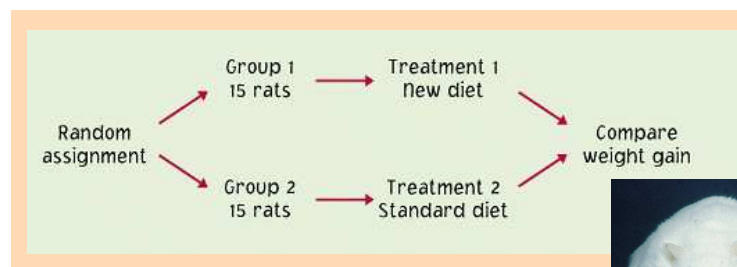 Random
assignment
Group 1
15 rats
Treatment 1
New diet
Group 2
15 rats
Treatment 2
Standard diet
Compare
weight gain